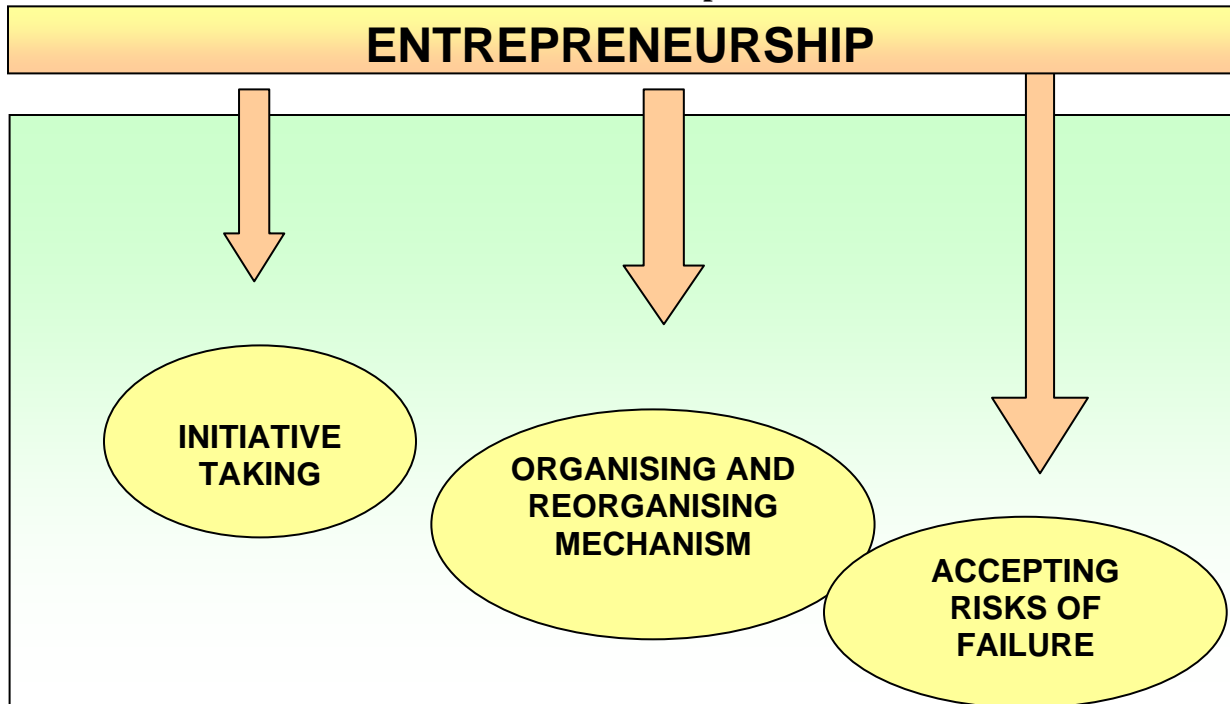 ENTREPRENEURSHIP
INITIATIVE
TAKING
ORGANISING AND
REORGANISING
MECHANISM
ACCEPTING
RISKS OF
FAILURE